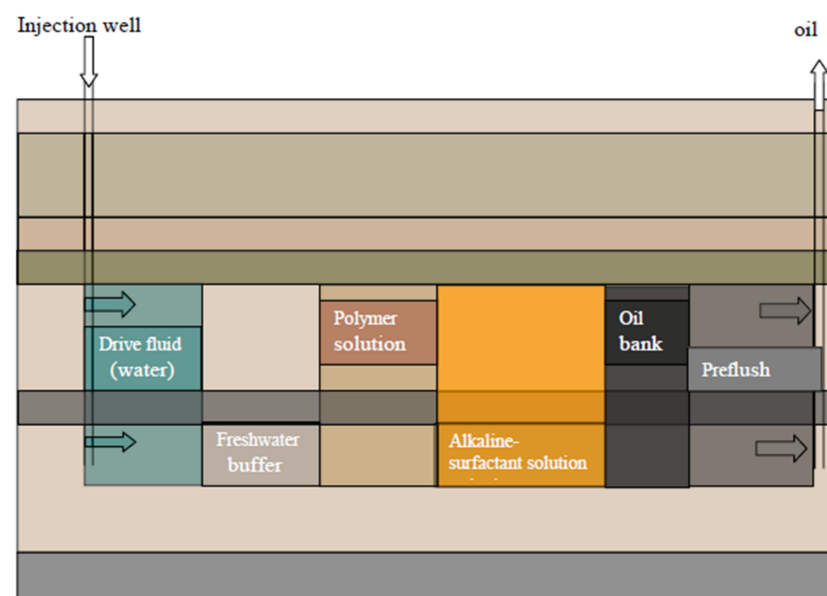 Injection well
oil
Drive fluid
(water)
Freshwater
buffer
Polymer
solution
Alkaline-
surfactant solution
Oil
bank
Preflush